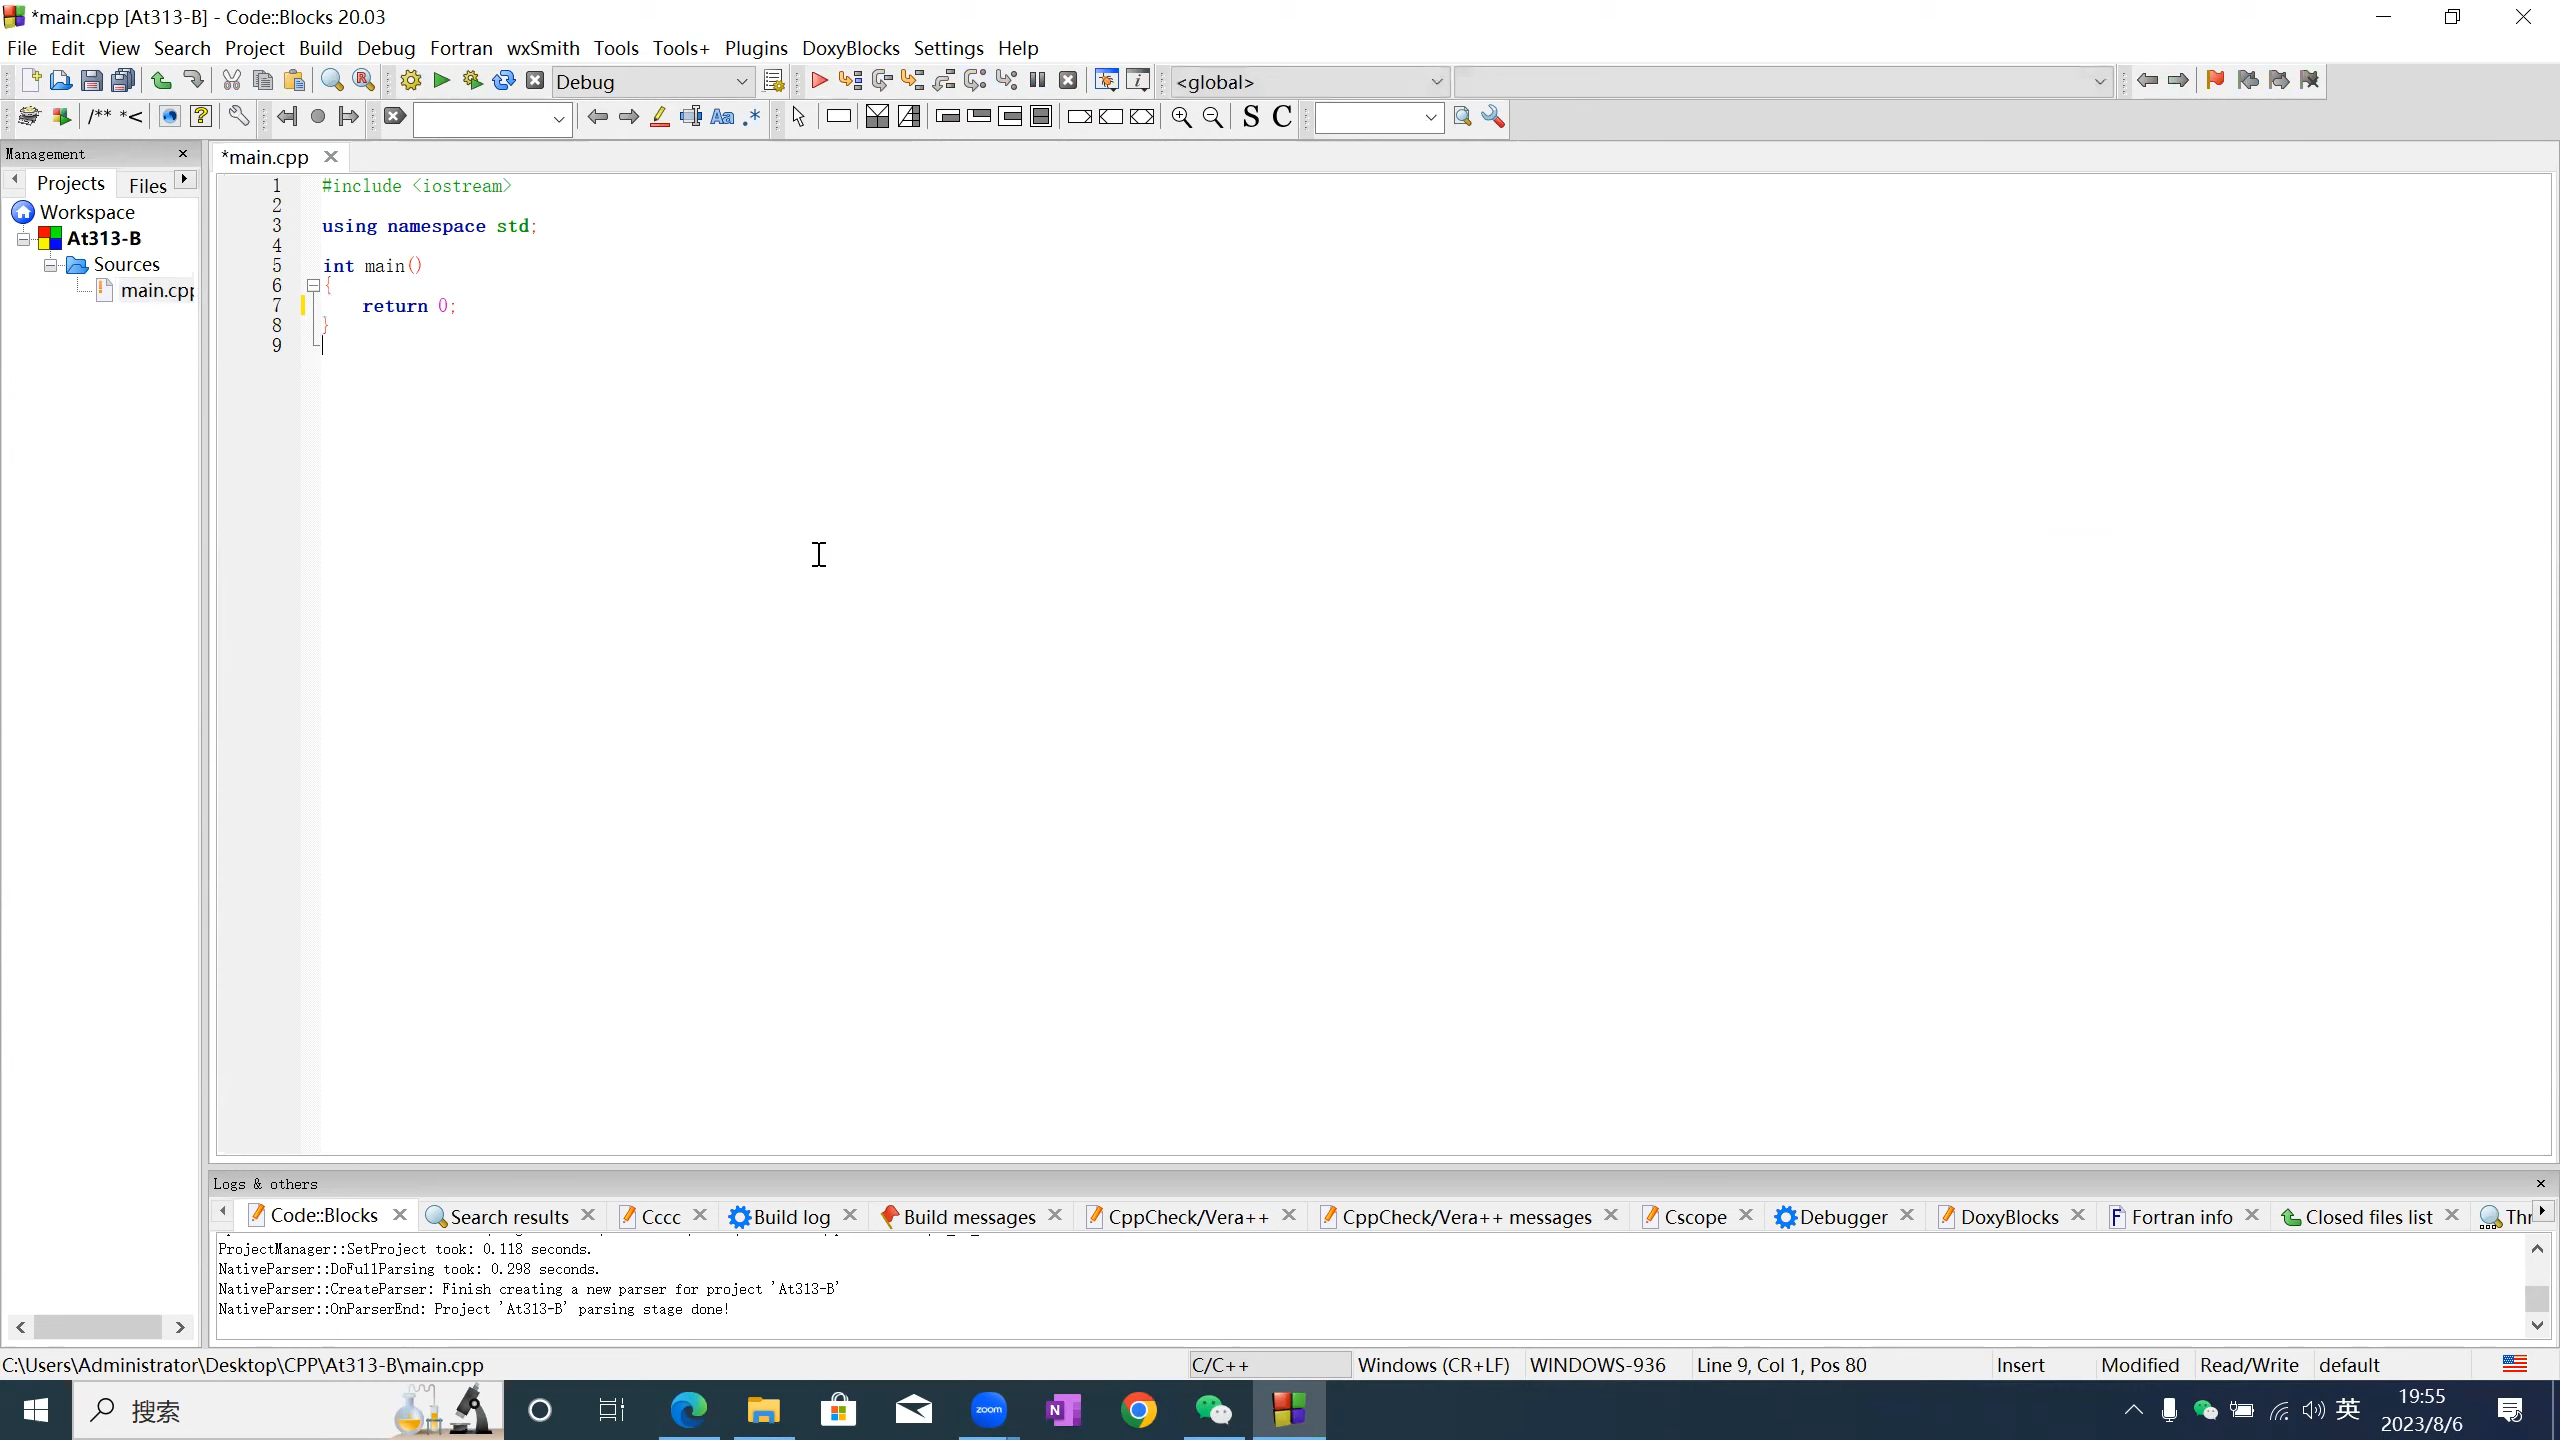 *main.cpp [At313-B] - Code::Blocks 20.03
File Edit View Search Project Build Debug Fortran wxSmith Tools Tools+ Plugins DoxyBlocks Settings Help
Debug
<global>
/** *<
Aa .* S C
Management
Projects Files
Workspace
At313-B
Sources
main.cpp
*main.cpp
1 #include <iostream>
2
3 using namespace std;
4
5 int main()
6 {
7 return 0;
8 }
9
Logs & others
Code::Blocks Search results Cccc Build log Build messages CppCheck/Vera++ CppCheck/Vera++ messages Cscope Debugger DoxyBlocks Fortran info Closed files list Thr
ProjectManager::SetProject took: 0.118 seconds.
NativeParser::DoFullParsing took: 0.298 seconds.
NativeParser::CreateParser: Finish creating a new parser for project 'At313-B'
NativeParser::OnParserEnd: Project 'At313-B' parsing stage done!
C:\Users\Administrator\Desktop\CPP\At313-B\main.cpp C/C++ Windows (CR+LF) WINDOWS-936 Line 9, Col 1, Pos 80 Insert Modified Read/Write default
搜索
zoom
英
19:55
2023/8/6